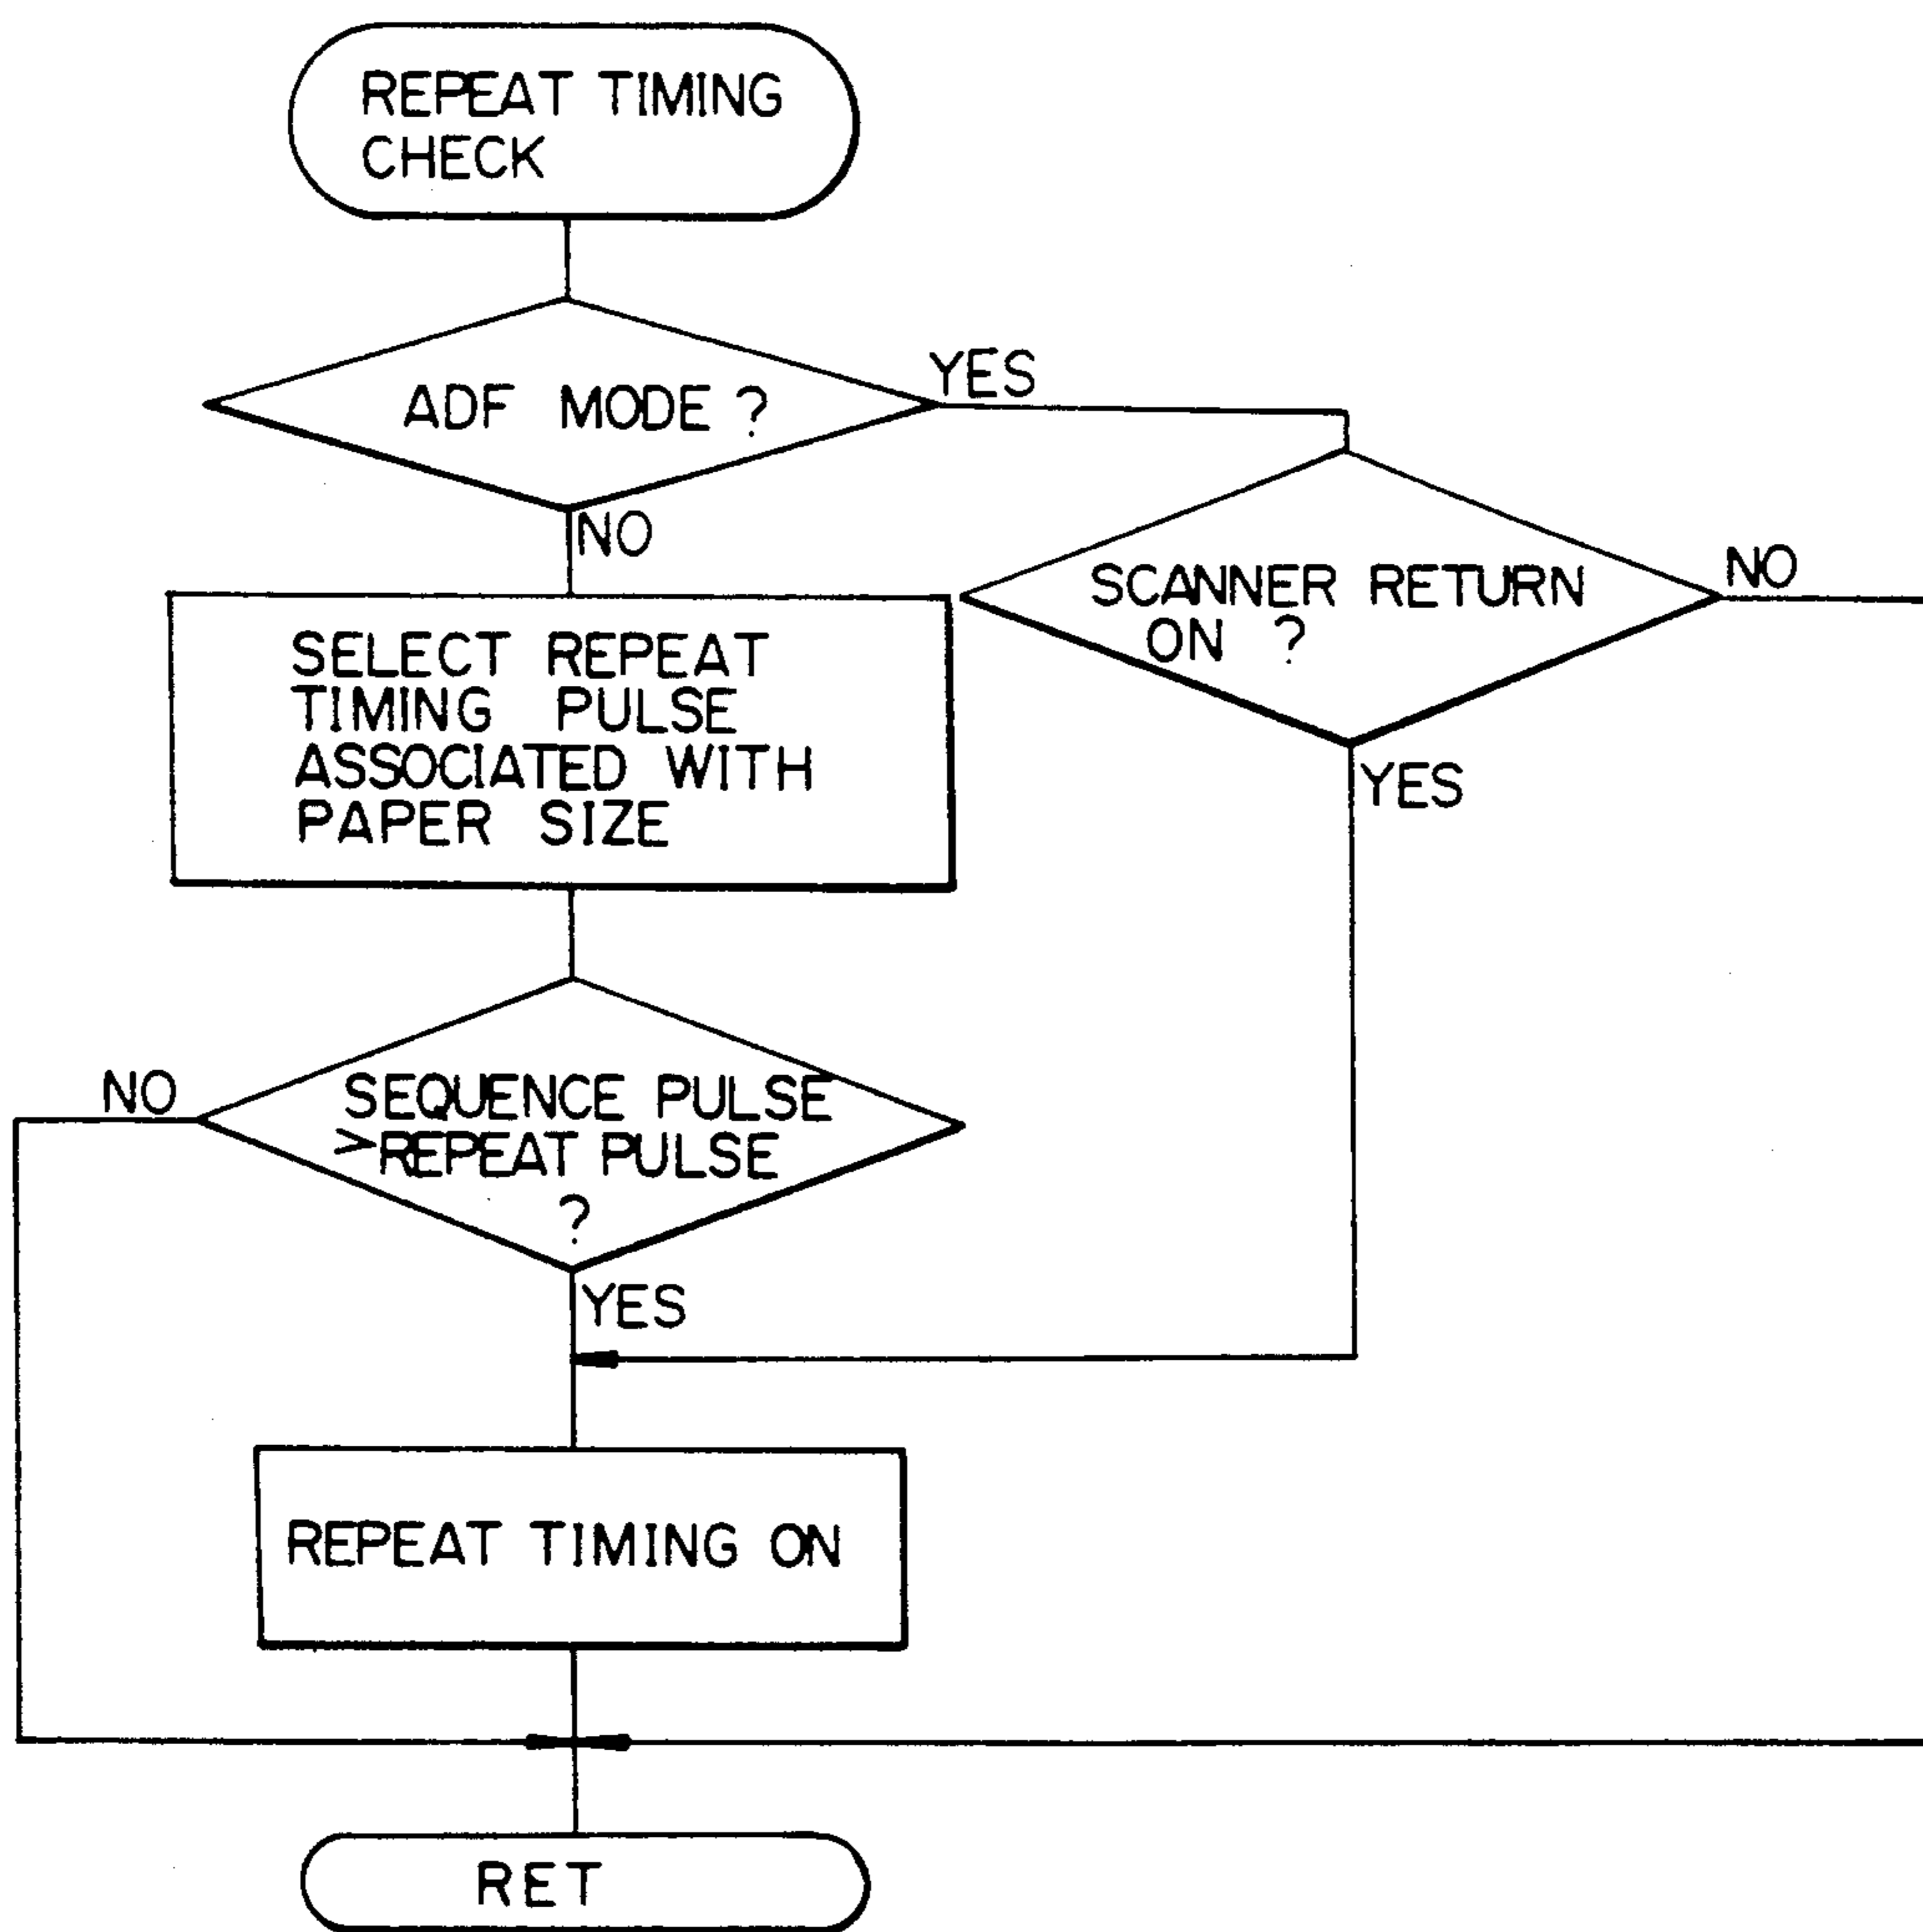 REPEAT TIMING
CHECK
ADF MODE ?
YES
NO
SCANNER RETURN
ON ?
NO
YES
SELECT REPEAT
TIMING PULSE
ASSOCIATED WITH
PAPER SIZE
SEQUENCE PULSE
>REPEAT PULSE
?
NO
YES
REPEAT TIMING ON
RET